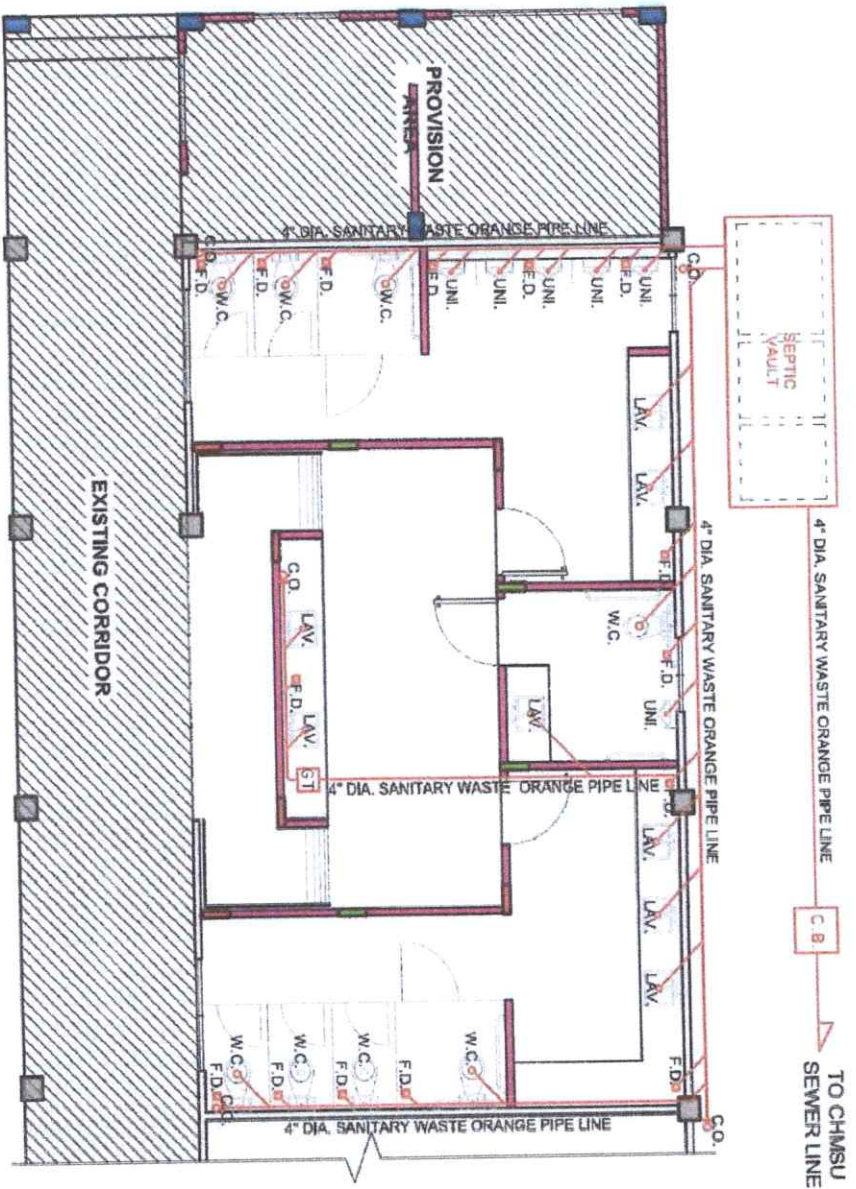 PROVISION
AREA
4" DIA. SANITARY WASTE ORANGE PIPE LINE
C.O.
F.D.
W.C.
F.D.
W.C.
F.D.
W.C.
F.D.
UNI.
UNI.
F.D.
UNI.
UNI.
F.D.
UNI.
C.O.
SEPTIC
VAULT
4" DIA. SANITARY WASTE ORANGE PIPE LINE
C.B.
TO CHMSU
SEWER LINE
4" DIA. SANITARY WASTE ORANGE PIPE LINE
LAV.
LAV.
F.D.
W.C.
F.D.
UNI.
LAV.
EXISTING CORRIDOR
C.O.
LAV.
F.D.
LAV.
GT
4" DIA. SANITARY WASTE ORANGE PIPE LINE
F.D.
LAV.
LAV.
LAV.
F.D.
C.O.
W.C.
W.C.
W.C.
W.C.
F.D.
F.D.
F.D.
F.D.
C.O.
4" DIA. SANITARY WASTE ORANGE PIPE LINE